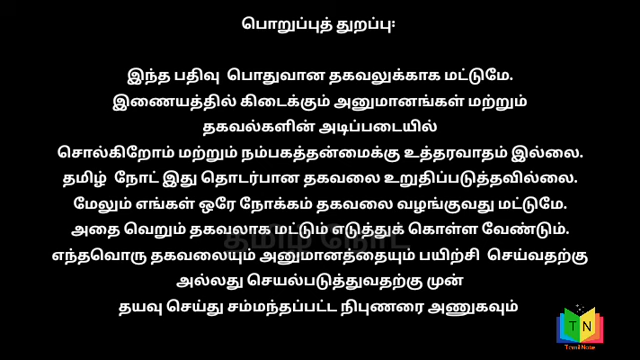 பொறுப்புத் துறப்பு:
இந்த பதிவு பொதுவான தகவலுக்காக மட்டுமே.
இணையத்தில் கிடைக்கும் அனுமானங்கள் மற்றும்
தகவல்களின் அடிப்படையில்
சொல்கிறோம் மற்றும் நம்பகத்தன்மைக்கு உத்தரவாதம் இல்லை.
தமிழ் நோட் இது தொடர்பான தகவலை உறுதிப்படுத்தவில்லை.
மேலும் எங்கள் ஒரே நோக்கம் தகவலை வழங்குவது மட்டுமே.
அதை வெறும் தகவலாக மட்டும் எடுத்துக் கொள்ள வேண்டும்.
தமிழ் நோட்
எந்தவொரு தகவலையும் அனுமானத்தையும் பயிற்சி செய்வதற்கு
அல்லது செயல்படுத்துவதற்கு முன்
தயவு செய்து சம்மந்தப்பட்ட நிபுணரை அணுகவும்
T N
Tamil Note